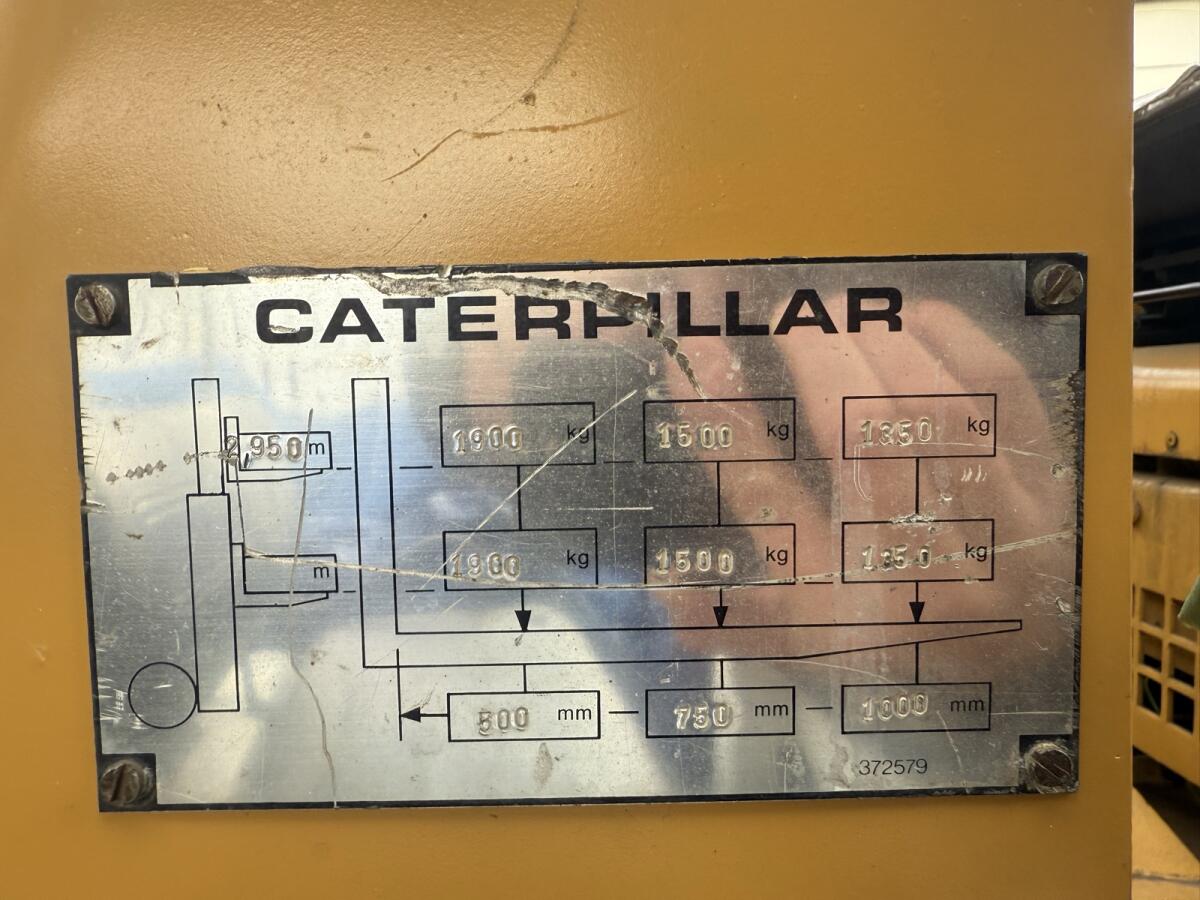 CATERPILLAR
2,950 m 1900 kg 1500 kg 1350 kg
m 1900 kg 1500 kg 1350 kg
500 mm 750 mm 1000 mm
372579